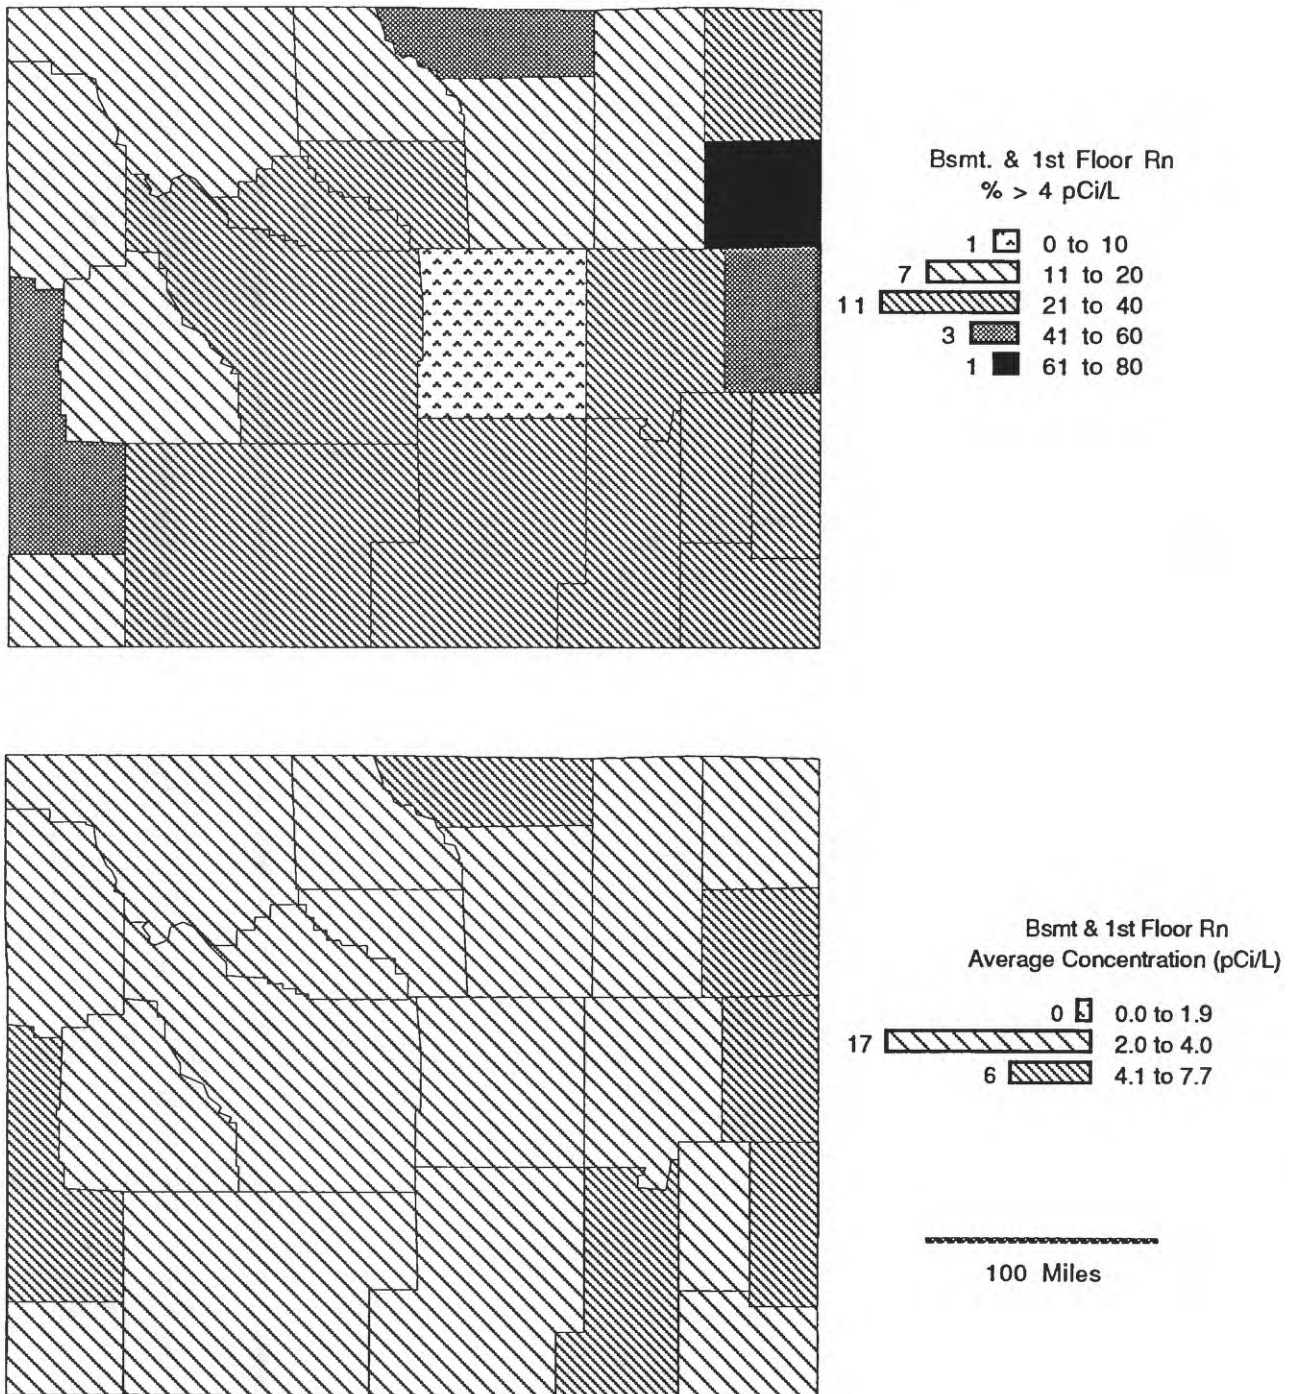 Bsmt. & 1st Floor Rn
% > 4 pCi/L
1 0 to 10
7 11 to 20
11 21 to 40
3 41 to 60
1 61 to 80
Bsmt & 1st Floor Rn
Average Concentration (pCi/L)
0 0.0 to 1.9
17 2.0 to 4.0
6 4.1 to 7.7
100 Miles